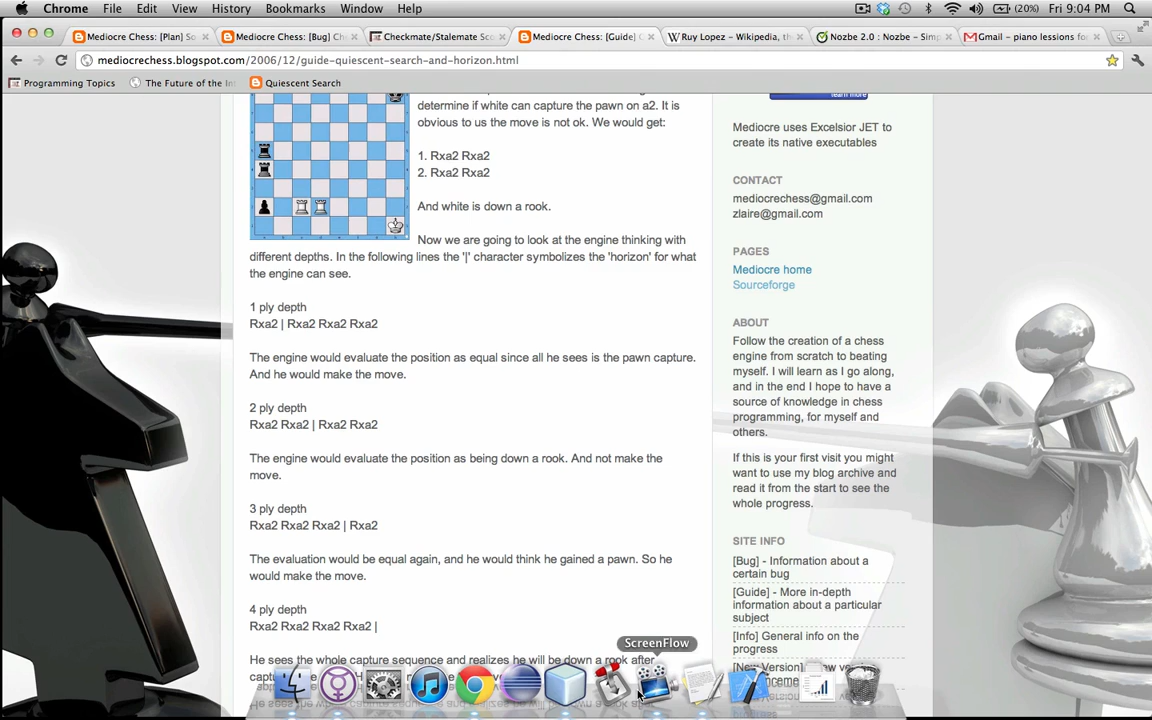 Chrome File Edit View History Bookmarks Window Help (20%) Fri 9:04 PM
Mediocre Chess: [Plan] So Mediocre Chess: [Bug] Ch Checkmate/Stalemate Sco Mediocre Chess: [Guide] Ruy Lopez – Wikipedia, th Nozbe 2.0 : Nozbe – Simp Gmail – piano lessons for
mediocrechess.blogspot.com/2006/12/guide-quiescent-search-and-horizon.html
Programming Topics The Future of the In Quiescent Search
determine if white can capture the pawn on a2. It is
obvious to us the move is not ok. We would get:
1. Rxa2 Rxa2
2. Rxa2 Rxa2
And white is down a rook.
Now we are going to look at the engine thinking with
different depths. In the following lines the '|' character symbolizes the 'horizon' for what
the engine can see.
1 ply depth
Rxa2 | Rxa2 Rxa2 Rxa2
The engine would evaluate the position as equal since all he sees is the pawn capture.
And he would make the move.
2 ply depth
Rxa2 Rxa2 | Rxa2 Rxa2
The engine would evaluate the position as being down a rook. And not make the
move.
3 ply depth
Rxa2 Rxa2 Rxa2 | Rxa2
The evaluation would be equal again, and he would think he gained a pawn. So he
would make the move.
4 ply depth
Rxa2 Rxa2 Rxa2 Rxa2 |
He sees the whole capture sequence and realizes he will be down a rook after
learn more
Mediocre uses Excelsior JET to
create its native executables
CONTACT
mediocrechess@gmail.com
zlaire@gmail.com
PAGES
Mediocre home
Sourceforge
ABOUT
Follow the creation of a chess
engine from scratch to beating
myself. I will learn as I go along,
and in the end I hope to have a
source of knowledge in chess
programming, for myself and
others.
If this is your first visit you might
want to use my blog archive and
read it from the start to see the
whole progress.
SITE INFO
[Bug] - Information about a
certain bug
[Guide] - More in-depth
information about a particular
subject
[Info] General info on the
progress
ScreenFlow